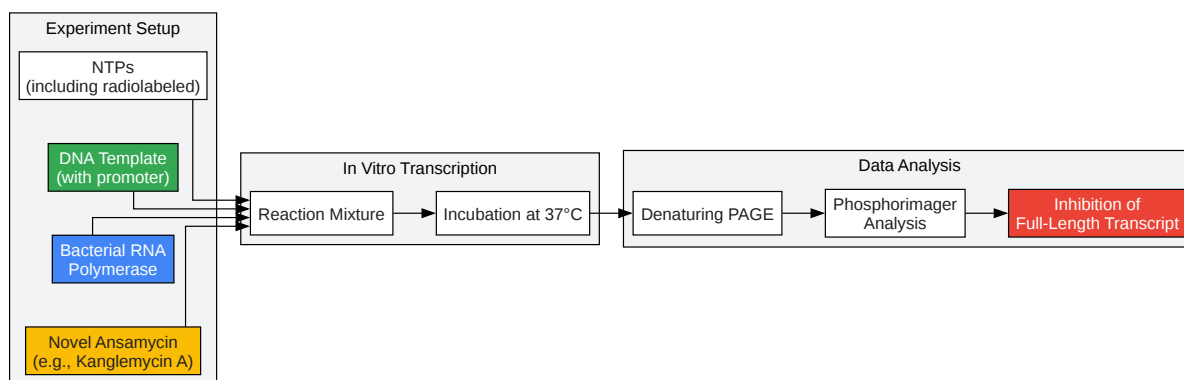 Experiment Setup
NTPs
(including radiolabeled)
DNA Template
(with promoter)
Bacterial RNA
Polymerase
Novel Ansamycin
(e.g., Kanglemycin A)
In Vitro Transcription
Reaction Mixture
Incubation at 37°C
Data Analysis
Denaturing PAGE
Phosphorimager
Analysis
Inhibition of
Full-Length Transcript